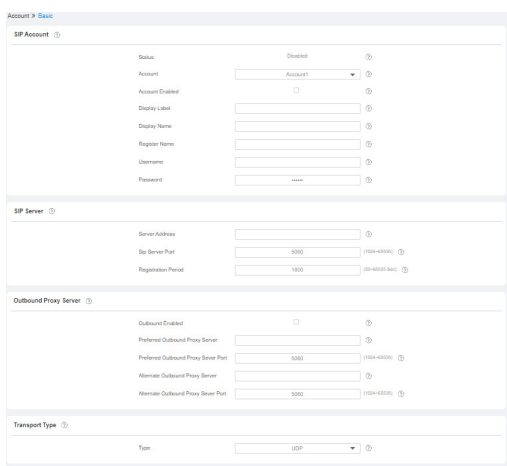 Account » Basic
SIP Account ?
Status Disabled ?
Account Account1 ?
Account Enabled ?
Display Label ?
Display Name ?
Register Name ?
Username ?
Password •••••• ?
SIP Server ?
Server Address ?
Sip Server Port 5060 (1024~65535) ?
Registration Period 1800 (30~65535 Sec) ?
Outbound Proxy Server ?
Outbound Enabled ?
Preferred Outbound Proxy Server ?
Preferred Outbound Proxy Sever Port 5060 (1024~65535) ?
Alternate Outbound Proxy Server ?
Alternate Outbound Proxy Sever Port 5060 (1024~65535) ?
Transport Type ?
Type UDP ?